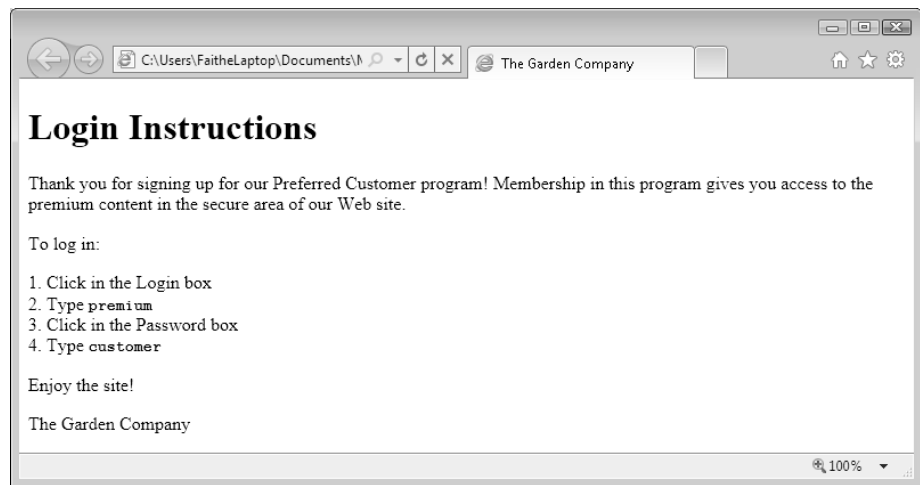 C:\Users\FaitheLaptop\Documents\
The Garden Company
Login Instructions
Thank you for signing up for our Preferred Customer program! Membership in this program gives you access to the
premium content in the secure area of our Web site.
To log in:
1. Click in the Login box
2. Type premium
3. Click in the Password box
4. Type customer
Enjoy the site!
The Garden Company
100%